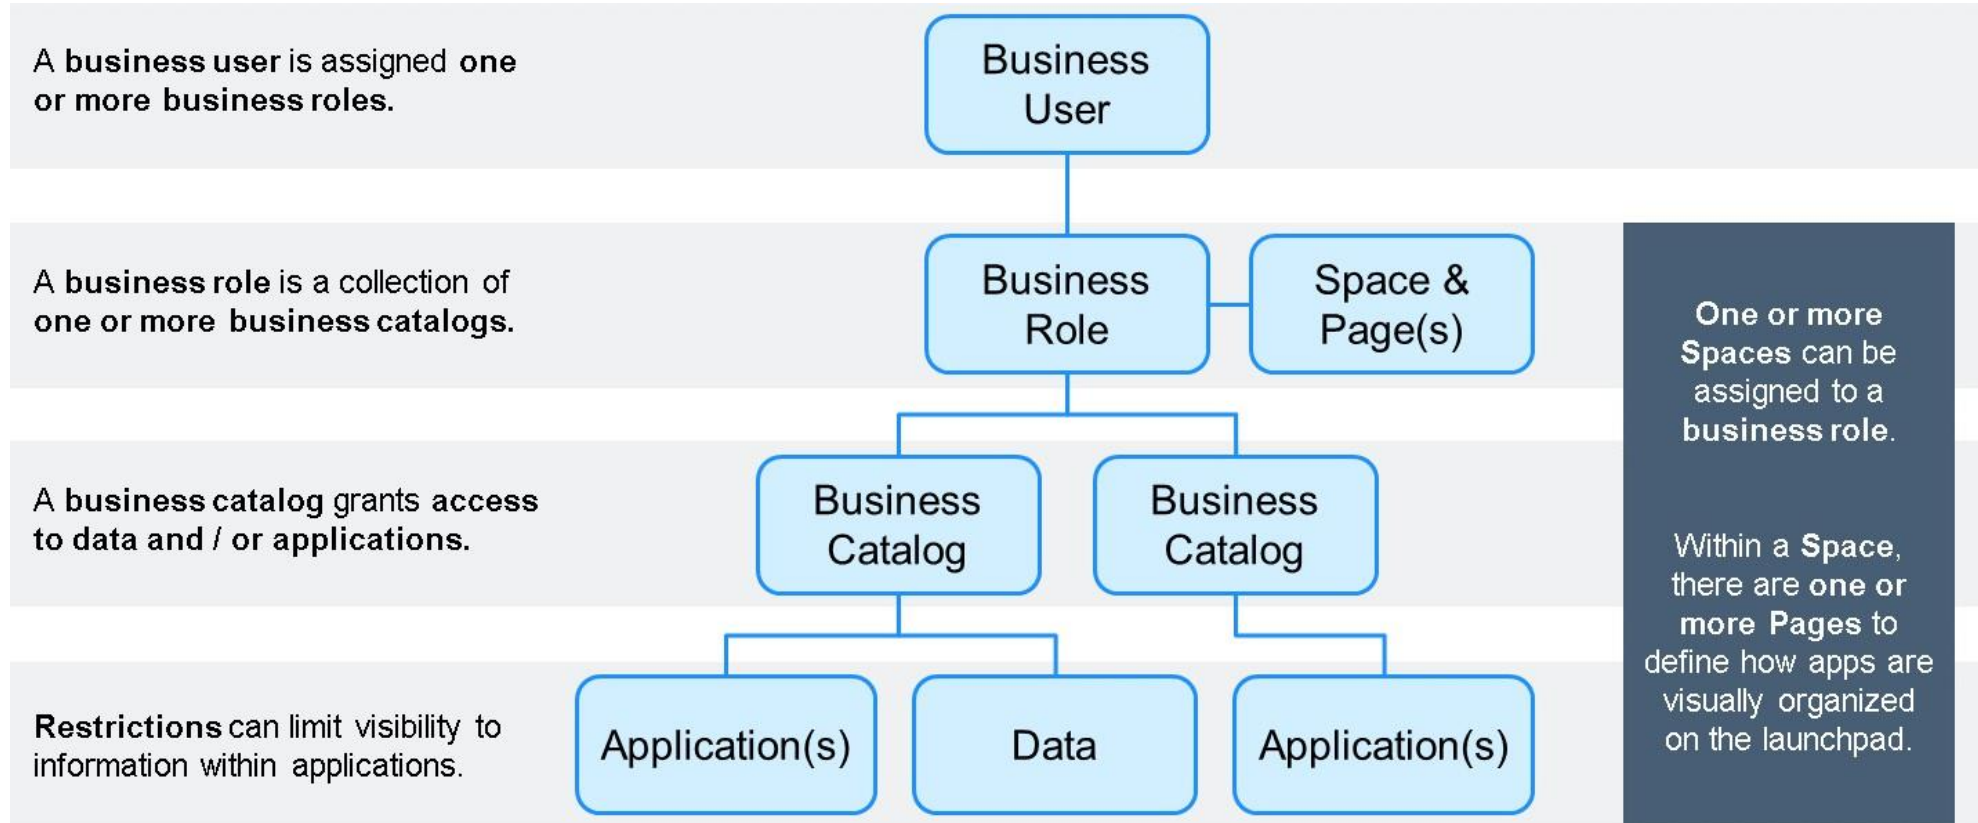 A business user is assigned one
or more business roles.
Business
User
A business role is a collection of
one or more business catalogs.
Business
Role
Space &
Page(s)
One or more
Spaces can be
assigned to a
business role.
A business catalog grants access
to data and / or applications.
Business
Catalog
Business
Catalog
Within a Space,
there are one or
more Pages to
define how apps are
visually organized
on the launchpad.
Restrictions can limit visibility to
information within applications.
Application(s)
Data
Application(s)